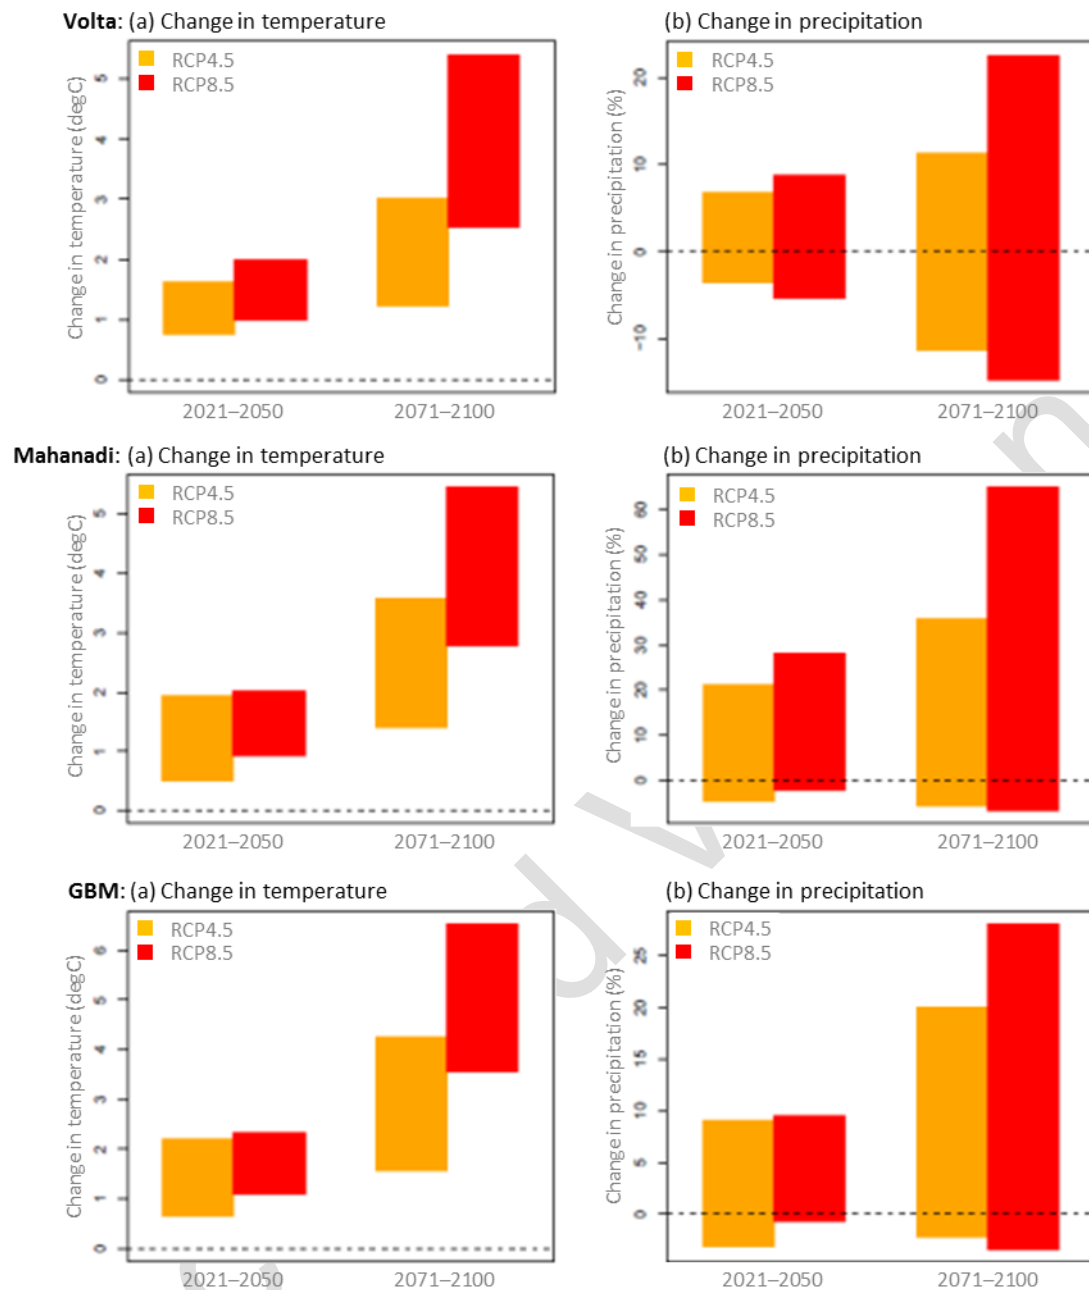 Volta: (a) Change in temperature
(b) Change in precipitation
RCP4.5
RCP8.5
Change in temperature (degC)
5
4
3
2
1
0
2021–2050
2071–2100
RCP4.5
RCP8.5
Change in precipitation (%)
20
10
0
-10
2021–2050
2071–2100
Mahanadi: (a) Change in temperature
(b) Change in precipitation
RCP4.5
RCP8.5
Change in temperature (degC)
5
4
3
2
1
0
2021–2050
2071–2100
RCP4.5
RCP8.5
Change in precipitation (%)
60
50
40
30
20
10
0
2021–2050
2071–2100
GBM: (a) Change in temperature
(b) Change in precipitation
RCP4.5
RCP8.5
Change in temperature (degC)
6
5
4
3
2
1
0
2021–2050
2071–2100
RCP4.5
RCP8.5
Change in precipitation (%)
25
20
15
10
5
0
2021–2050
2071–2100